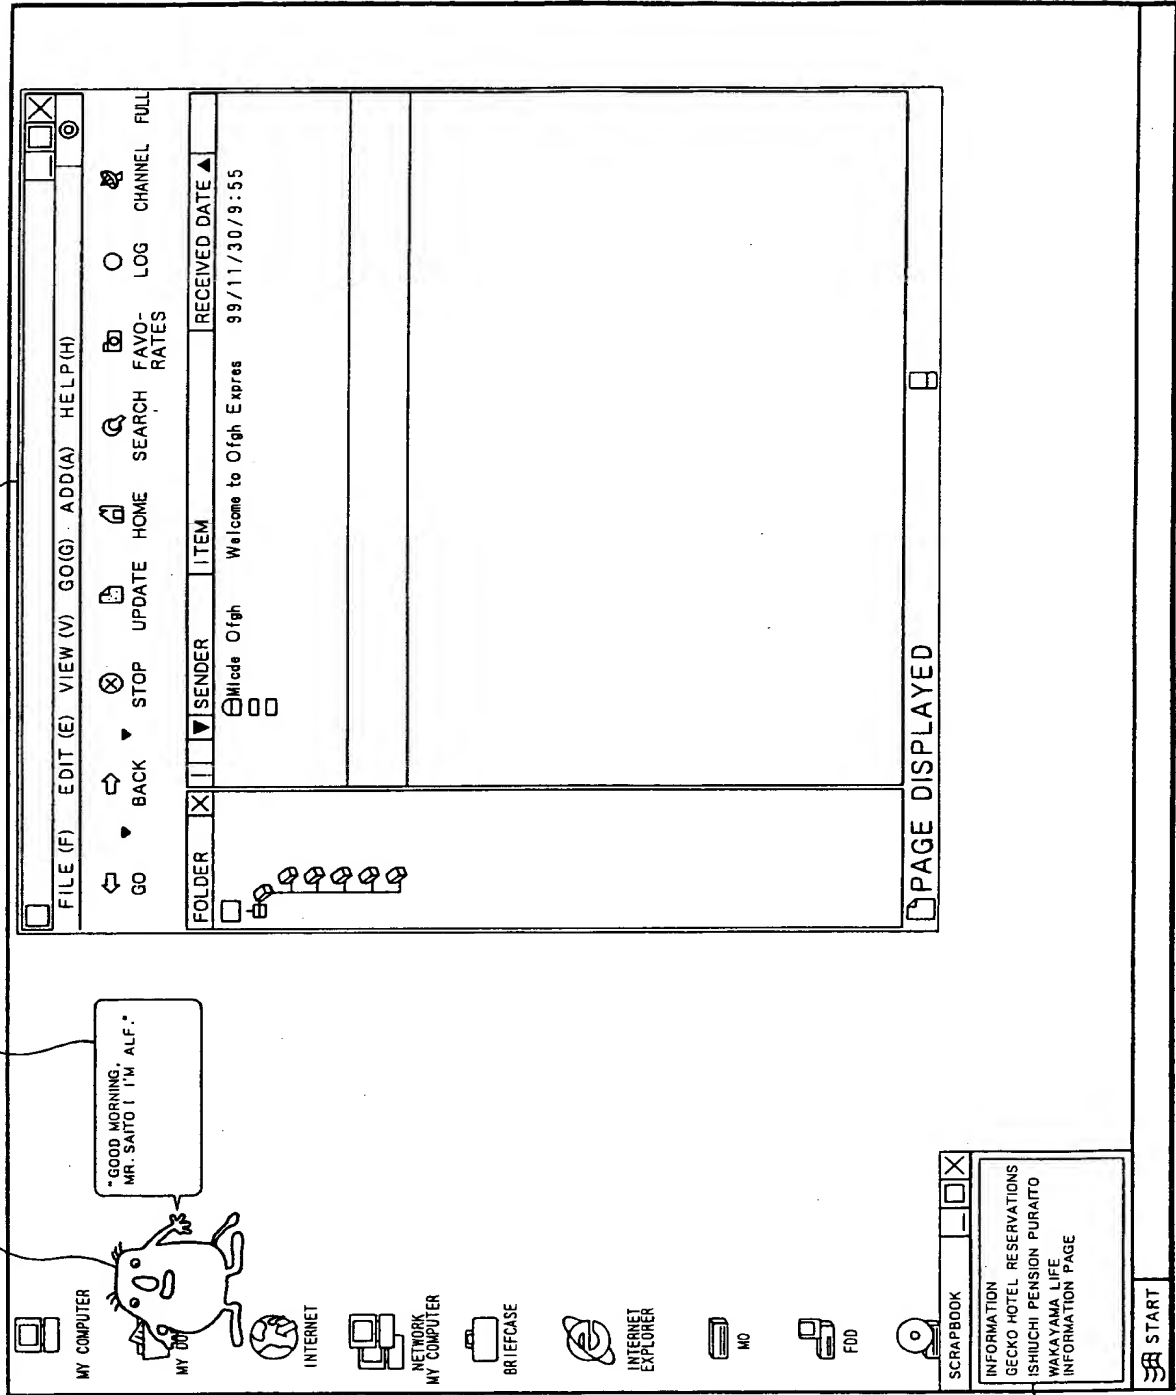 MY COMPUTER
MY DO
INTERNET
NETWORK
MY COMPUTER
BRIEFCASE
INTERNET
EXPLORER
MO
FDD
"GOOD MORNING,
MR. SAITO I I'M ALF."
FILE (F) EDIT (E) VIEW (V) GO(G) ADD(A) HELP(H)
GO BACK STOP UPDATE HOME SEARCH FAVO-
RATES LOG CHANNEL FULL
FOLDER
SENDER ITEM RECEIVED DATE
Micde Ofgh Welcome to Ofgh Expres 99/11/30/9:55
PAGE DISPLAYED
SCRAPBOOK
INFORMATION
GECKO HOTEL RESERVATIONS
ISHIUCHI PENSION PURAITO
WAKAYAMA LIFE
INFORMATION PAGE
START